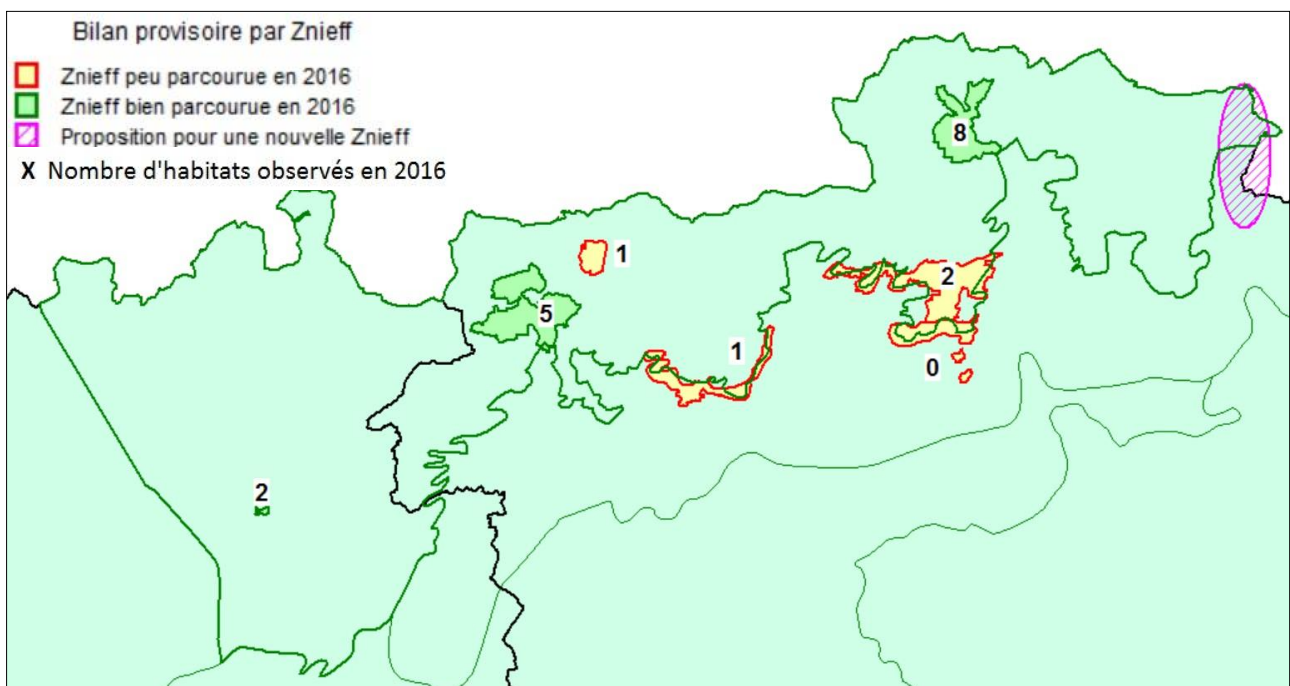 Bilan provisoire par Znieff
Znieff peu parcourue en 2016
Znieff bien parcourue en 2016
Proposition pour une nouvelle Znieff
X Nombre d'habitats observés en 2016
8
1
2
5
1
0
2